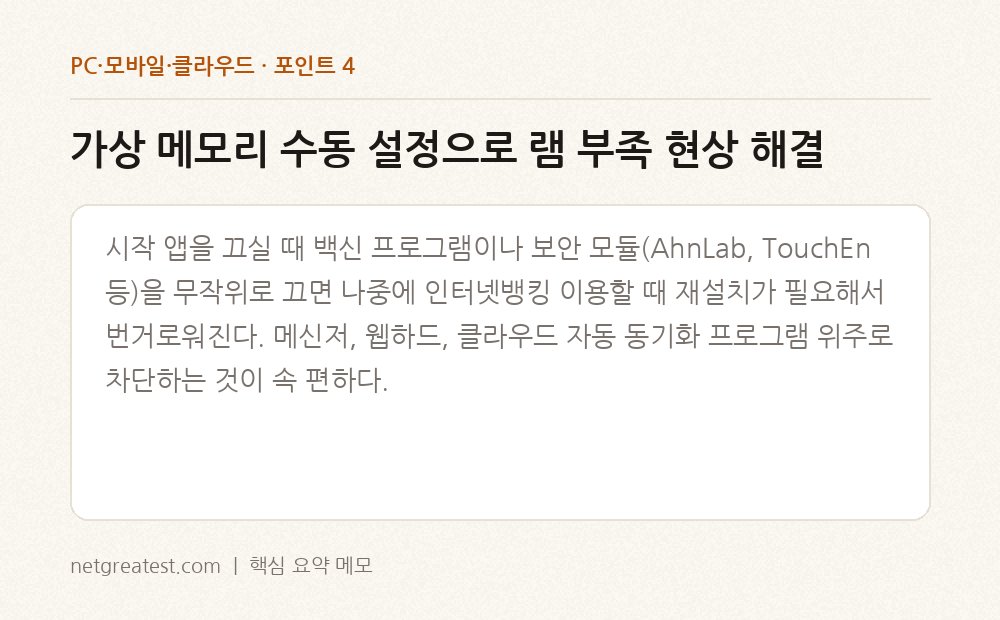 PC·모바일·클라우드 · 포인트 4
가상 메모리 수동 설정으로 램 부족 현상 해결
시작 앱을 끄실 때 백신 프로그램이나 보안 모듈(AhnLab, TouchEn
등)을 무작위로 끄면 나중에 인터넷뱅킹 이용할 때 재설치가 필요해서
번거로워진다. 메신저, 웹하드, 클라우드 자동 동기화 프로그램 위주로
차단하는 것이 속 편하다.
netgreatest.com | 핵심 요약 메모